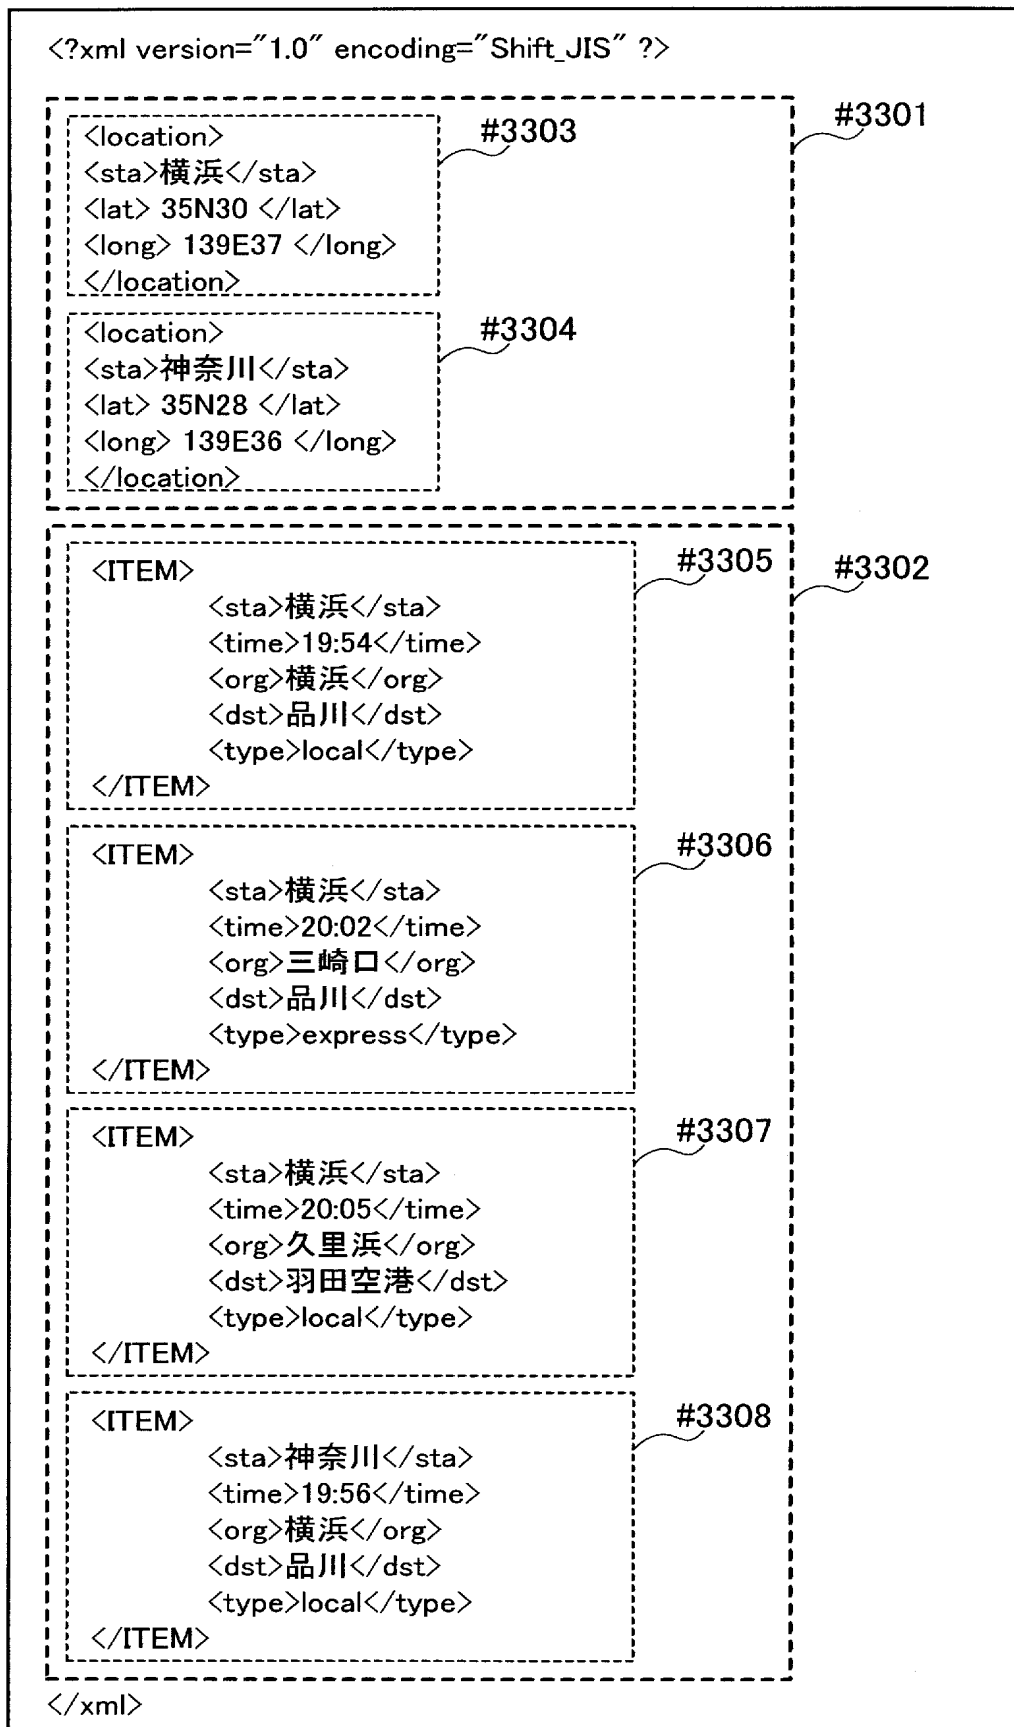 <?xml version="1.0" encoding="Shift_JIS" ?>
#3301
#3303
<location>
<sta>横浜</sta>
<lat> 35N30 </lat>
<long> 139E37 </long>
</location>
#3304
<location>
<sta>神奈川</sta>
<lat> 35N28 </lat>
<long> 139E36 </long>
</location>
#3302
#3305
<ITEM>
<sta>横浜</sta>
<time>19:54</time>
<org>横浜</org>
<dst>品川</dst>
<type>local</type>
</ITEM>
#3306
<ITEM>
<sta>横浜</sta>
<time>20:02</time>
<org>三崎口</org>
<dst>品川</dst>
<type>express</type>
</ITEM>
#3307
<ITEM>
<sta>横浜</sta>
<time>20:05</time>
<org>久里浜</org>
<dst>羽田空港</dst>
<type>local</type>
</ITEM>
#3308
<ITEM>
<sta>神奈川</sta>
<time>19:56</time>
<org>横浜</org>
<dst>品川</dst>
<type>local</type>
</ITEM>
</xml>